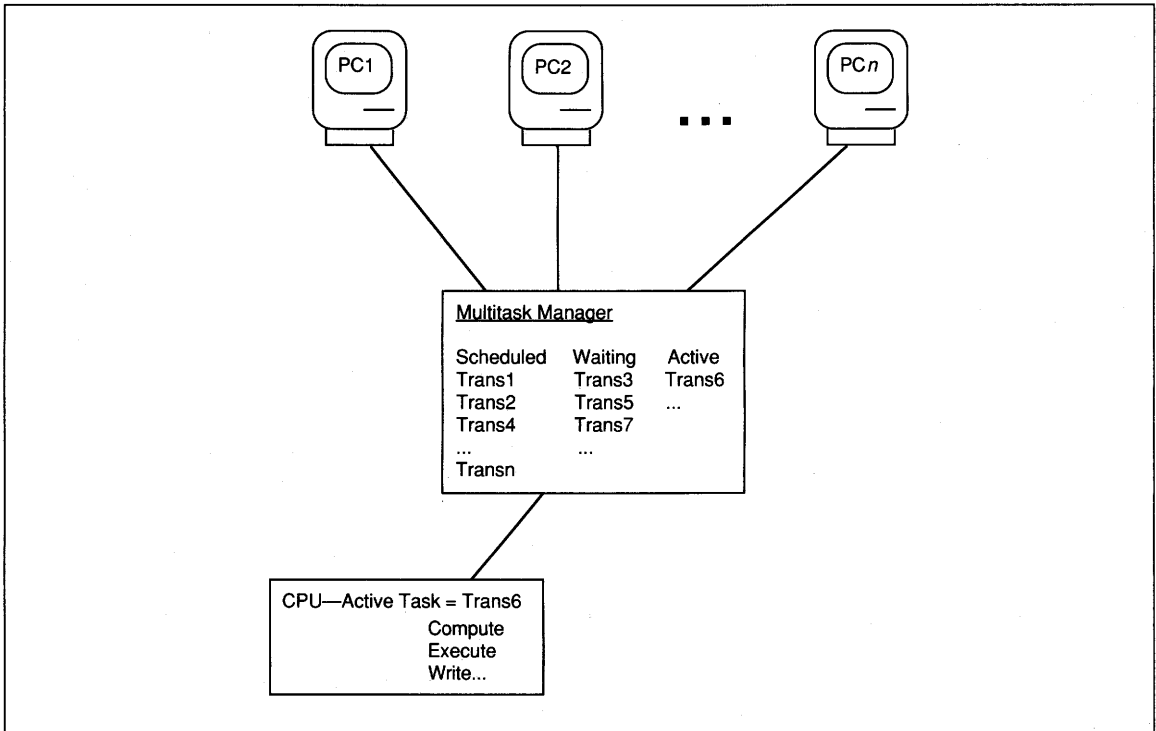 PC1
PC2
...
PCn
Multitask Manager
Scheduled Waiting Active
Trans1 Trans3 Trans6
Trans2 Trans5 ...
Trans4 Trans7
... ...
Transn
CPU—Active Task = Trans6
Compute
Execute
Write...